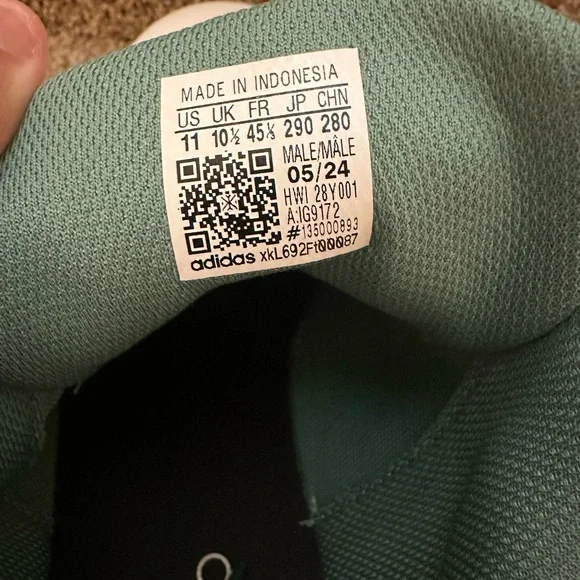 MADE IN INDONESIA
US UK FR JP CHN
11 10½ 45⅓ 290 280
MALE/MÂLE
05/24
HWI 28Y001
A:IG9172
#135000893
adidas xkL692Ft00087